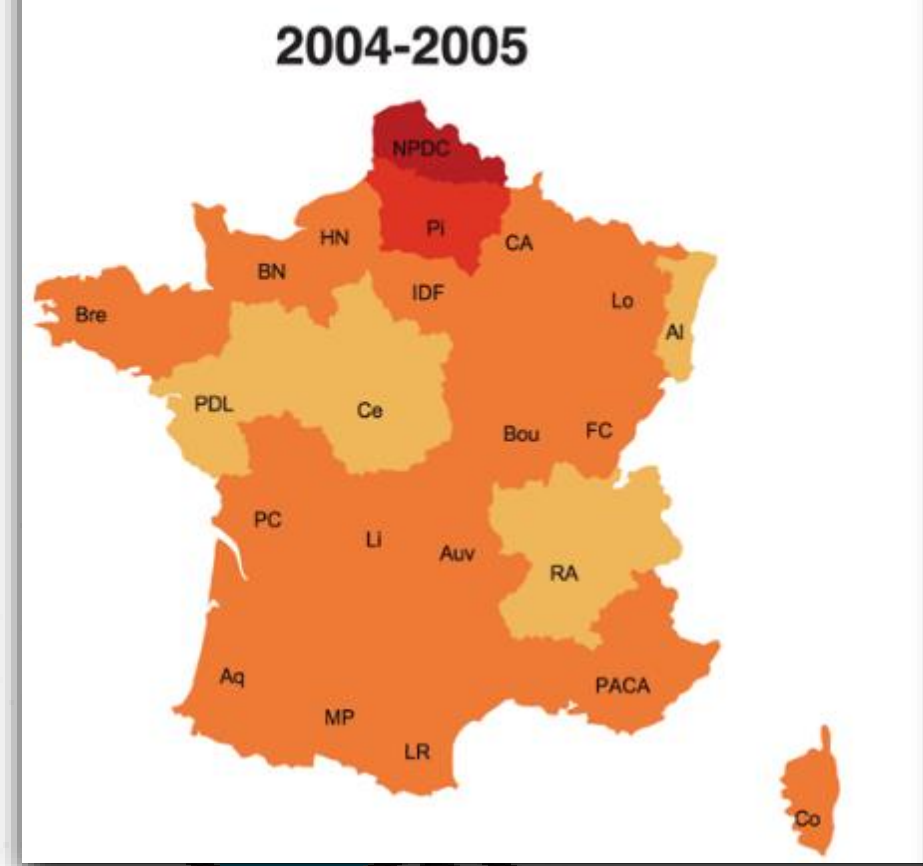 2004-2005
NPDC
Pi
HN
CA
BN
IDF
Lo
Bre
Al
PDL
Ce
Bou
FC
PC
Li
Auv
RA
Aq
PACA
MP
LR
Co